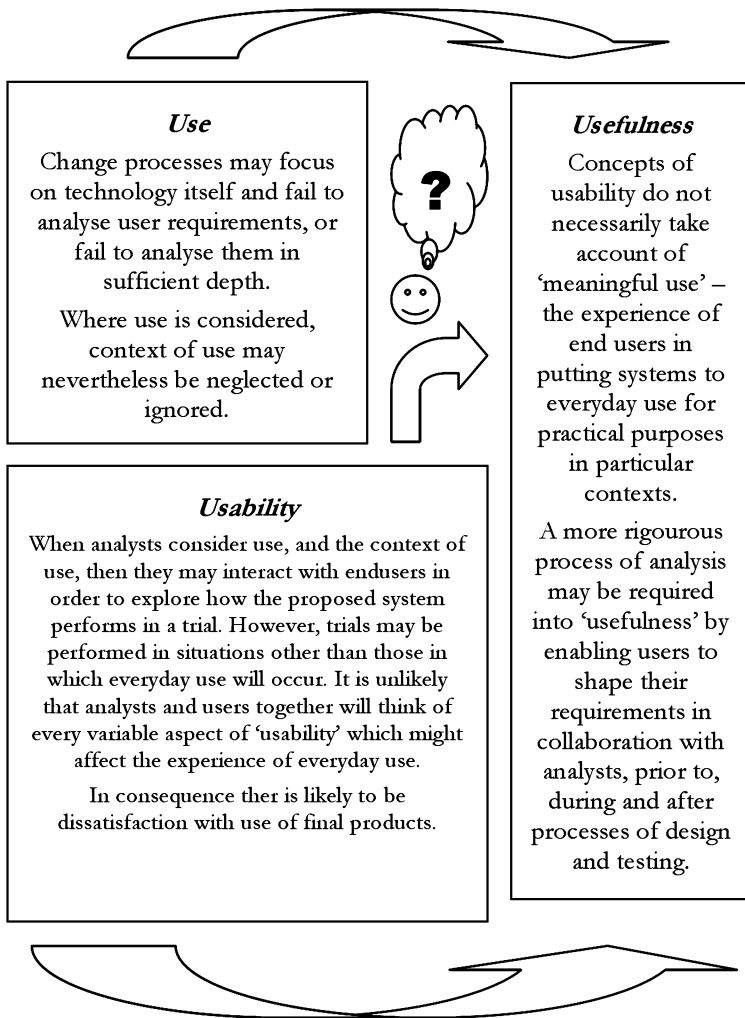 Use
Change processes may focus
on technology itself and fail to
analyse user requirements, or
fail to analyse them in
sufficient depth.
Where use is considered,
context of use may
nevertheless be neglected or
ignored.
?
Usability
When analysts consider use, and the context of
use, then they may interact with endusers in
order to explore how the proposed system
performs in a trial. However, trials may be
performed in situations other than those in
which everyday use will occur. It is unlikely
that analysts and users together will think of
every variable aspect of ‘usability’ which might
affect the experience of everyday use.
In consequence ther is likely to be
dissatisfaction with use of final products.
Usefulness
Concepts of
usability do not
necessarily take
account of
‘meaningful use’ –
the experience of
end users in
putting systems to
everyday use for
practical purposes
in particular
contexts.
A more rigourous
process of analysis
may be required
into ‘usefulness’ by
enabling users to
shape their
requirements in
collaboration with
analysts, prior to,
during and after
processes of design
and testing.